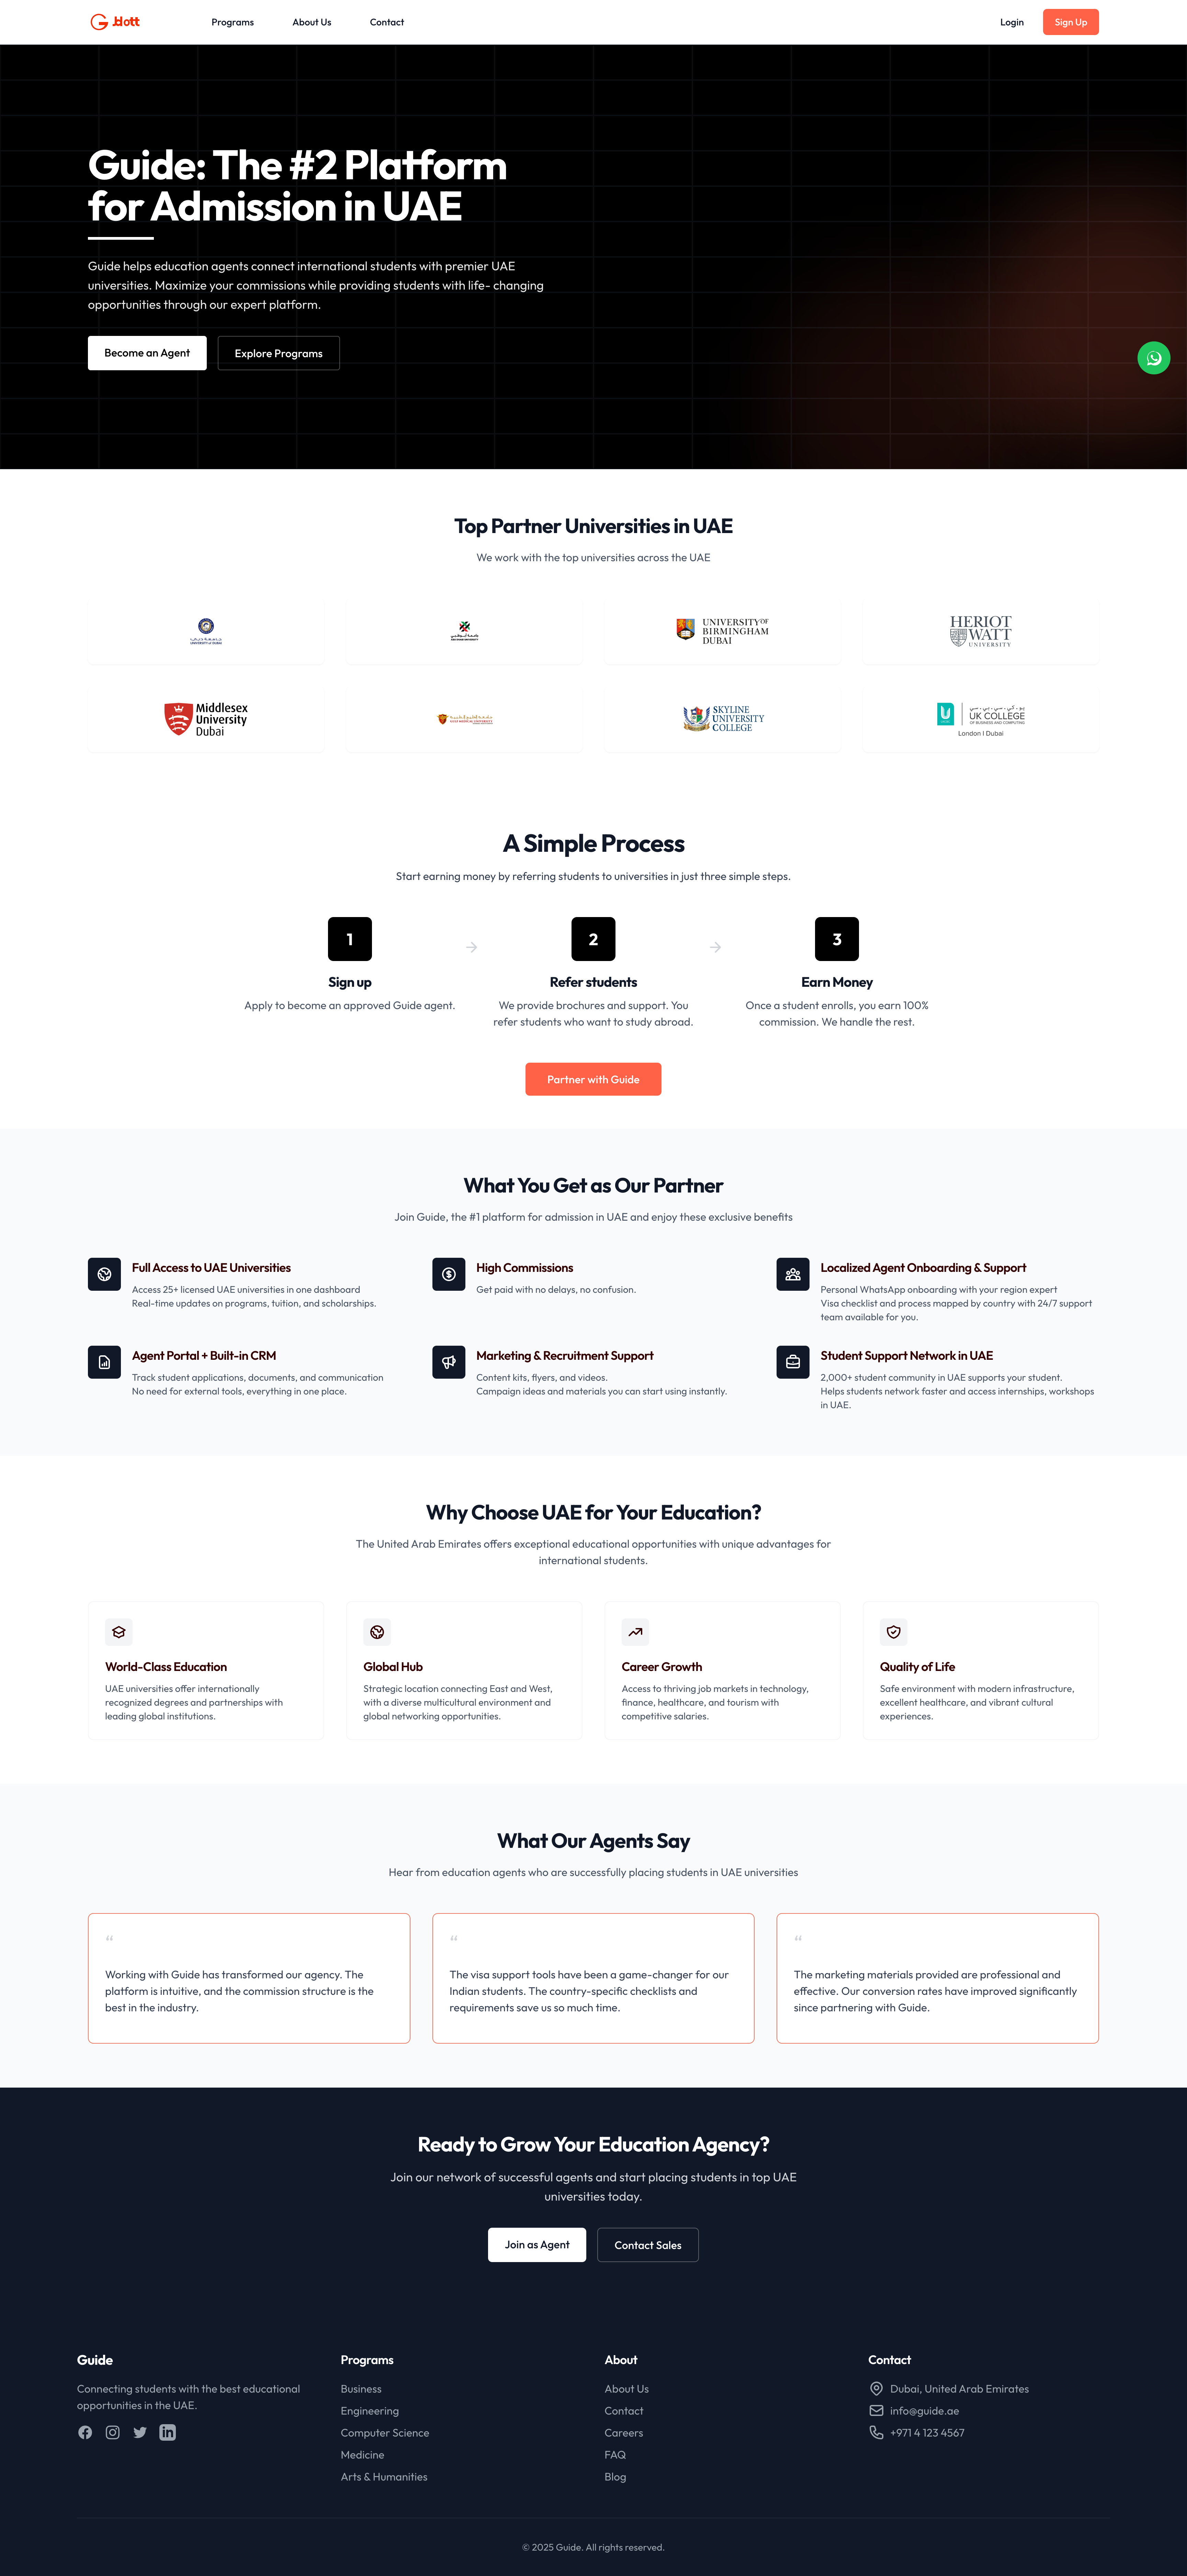 Programs
About Us
Contact
Login
Sign Up
Guide: The #2 Platform
for Admission in UAE
Guide helps education agents connect international students with premier UAE
universities. Maximize your commissions while providing students with life- changing
opportunities through our expert platform.
Become an Agent
Explore Programs
Top Partner Universities in UAE
We work with the top universities across the UAE
UNIVERSITY OF
BIRMINGHAM
DUBAI
HERIOT
WATT
UNIVERSITY
Middlesex
University
Dubai
SKYLINE
UNIVERSITY
COLLEGE
UK COLLEGE
OF BUSINESS AND COMPUTING
London I Dubai
A Simple Process
Start earning money by referring students to universities in just three simple steps.
1
Sign up
Apply to become an approved Guide agent.
2
Refer students
We provide brochures and support. You
refer students who want to study abroad.
3
Earn Money
Once a student enrolls, you earn 100%
commission. We handle the rest.
Partner with Guide
What You Get as Our Partner
Join Guide, the #1 platform for admission in UAE and enjoy these exclusive benefits
Full Access to UAE Universities
Access 25+ licensed UAE universities in one dashboard
Real-time updates on programs, tuition, and scholarships.
High Commissions
Get paid with no delays, no confusion.
Localized Agent Onboarding & Support
Personal WhatsApp onboarding with your region expert
Visa checklist and process mapped by country with 24/7 support
team available for you.
Agent Portal + Built-in CRM
Track student applications, documents, and communication
No need for external tools, everything in one place.
Marketing & Recruitment Support
Content kits, flyers, and videos.
Campaign ideas and materials you can start using instantly.
Student Support Network in UAE
2,000+ student community in UAE supports your student.
Helps students network faster and access internships, workshops
in UAE.
Why Choose UAE for Your Education?
The United Arab Emirates offers exceptional educational opportunities with unique advantages for
international students.
World-Class Education
UAE universities offer internationally
recognized degrees and partnerships with
leading global institutions.
Global Hub
Strategic location connecting East and West,
with a diverse multicultural environment and
global networking opportunities.
Career Growth
Access to thriving job markets in technology,
finance, healthcare, and tourism with
competitive salaries.
Quality of Life
Safe environment with modern infrastructure,
excellent healthcare, and vibrant cultural
experiences.
What Our Agents Say
Hear from education agents who are successfully placing students in UAE universities
“
Working with Guide has transformed our agency. The
platform is intuitive, and the commission structure is the
best in the industry.
“
The visa support tools have been a game-changer for our
Indian students. The country-specific checklists and
requirements save us so much time.
“
The marketing materials provided are professional and
effective. Our conversion rates have improved significantly
since partnering with Guide.
Ready to Grow Your Education Agency?
Join our network of successful agents and start placing students in top UAE
universities today.
Join as Agent
Contact Sales
Guide
Connecting students with the best educational
opportunities in the UAE.
Programs
Business
Engineering
Computer Science
Medicine
Arts & Humanities
About
About Us
Contact
Careers
FAQ
Blog
Contact
Dubai, United Arab Emirates
info@guide.ae
+971 4 123 4567
© 2025 Guide. All rights reserved.